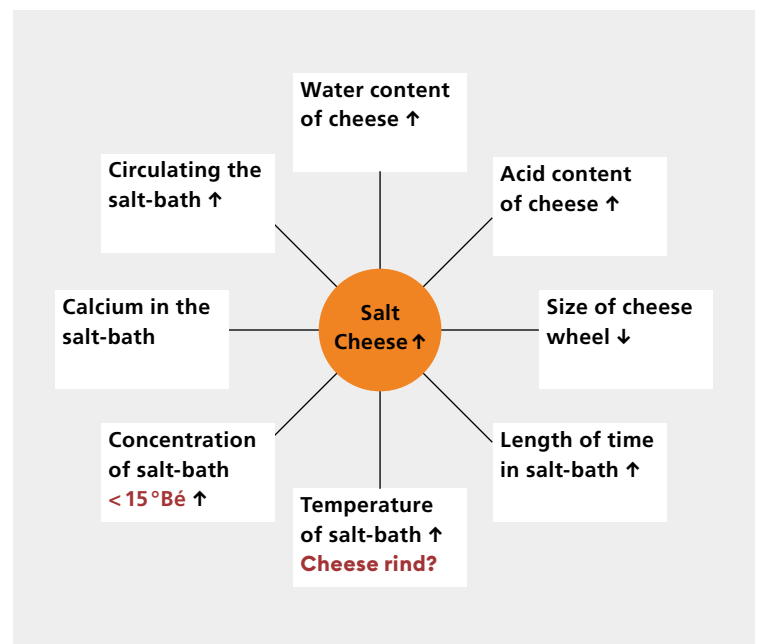 Water content
of cheese ↑
Circulating the
salt-bath ↑
Acid content
of cheese ↑
Calcium in the
salt-bath
Salt
Cheese ↑
Size of cheese
wheel ↓
Concentration
of salt-bath
< 15 °Bé ↑
Length of time
in salt-bath ↑
Temperature
of salt-bath ↑
Cheese rind?